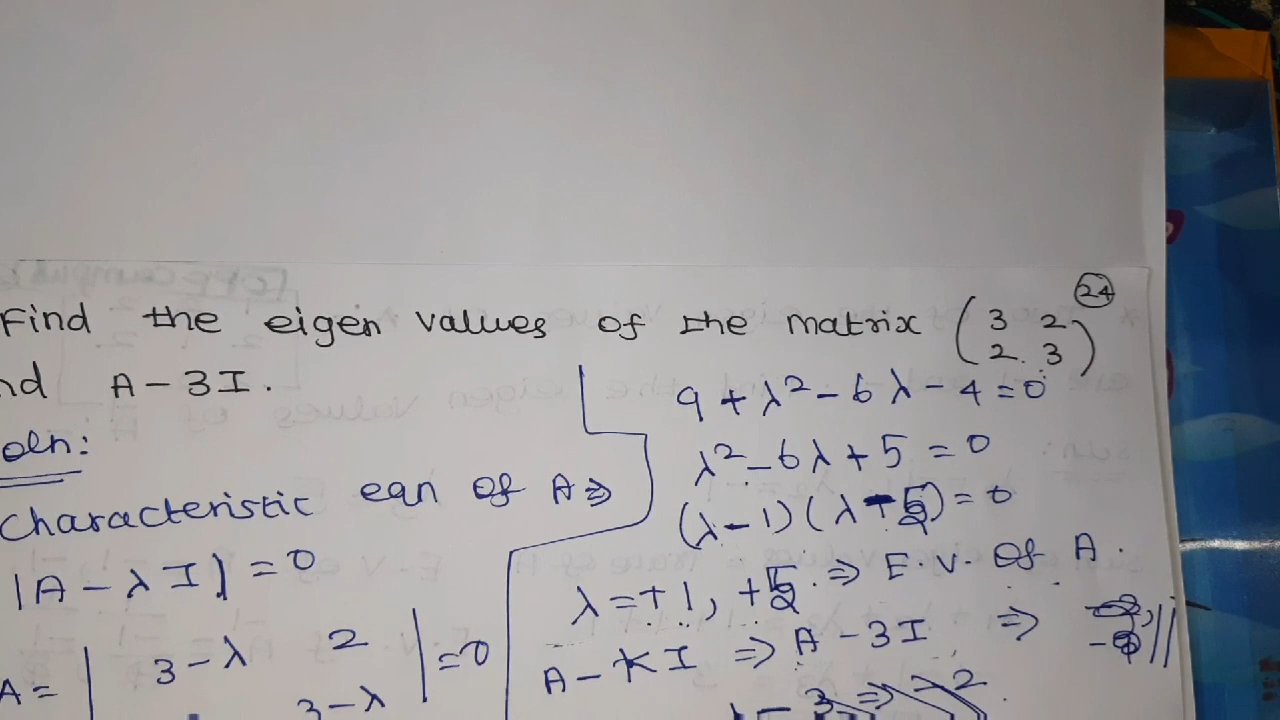 24
Find the eigen values of the matrix ( 3 2
2 3 )
nd A - 3I.
oln:
Characteristic eqn of A ⇒
|A - λI| = 0
A = | 3-λ 2
3-λ | = 0
9 + λ² - 6λ - 4 = 0
λ² - 6λ + 5 = 0
(λ - 1)(λ - 5) = 0
λ = +1, +5 ⇒ E.V. of A.
A - KI ⇒ A - 3I ⇒
- 3 ⇒ -2